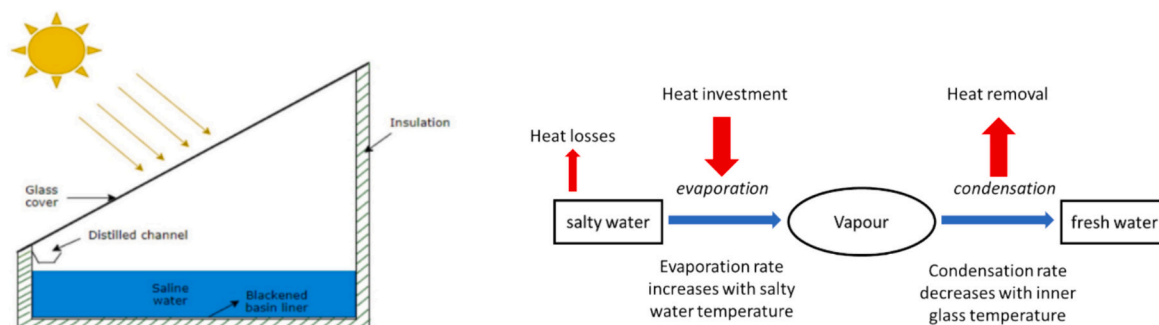 Insulation
Glass
cover
Distilled channel
Saline
water
Blackened
basin liner
Heat investment
Heat removal
Heat losses
evaporation
condensation
salty water
Vapour
fresh water
Evaporation rate
increases with salty
water temperature
Condensation rate
decreases with inner
glass temperature